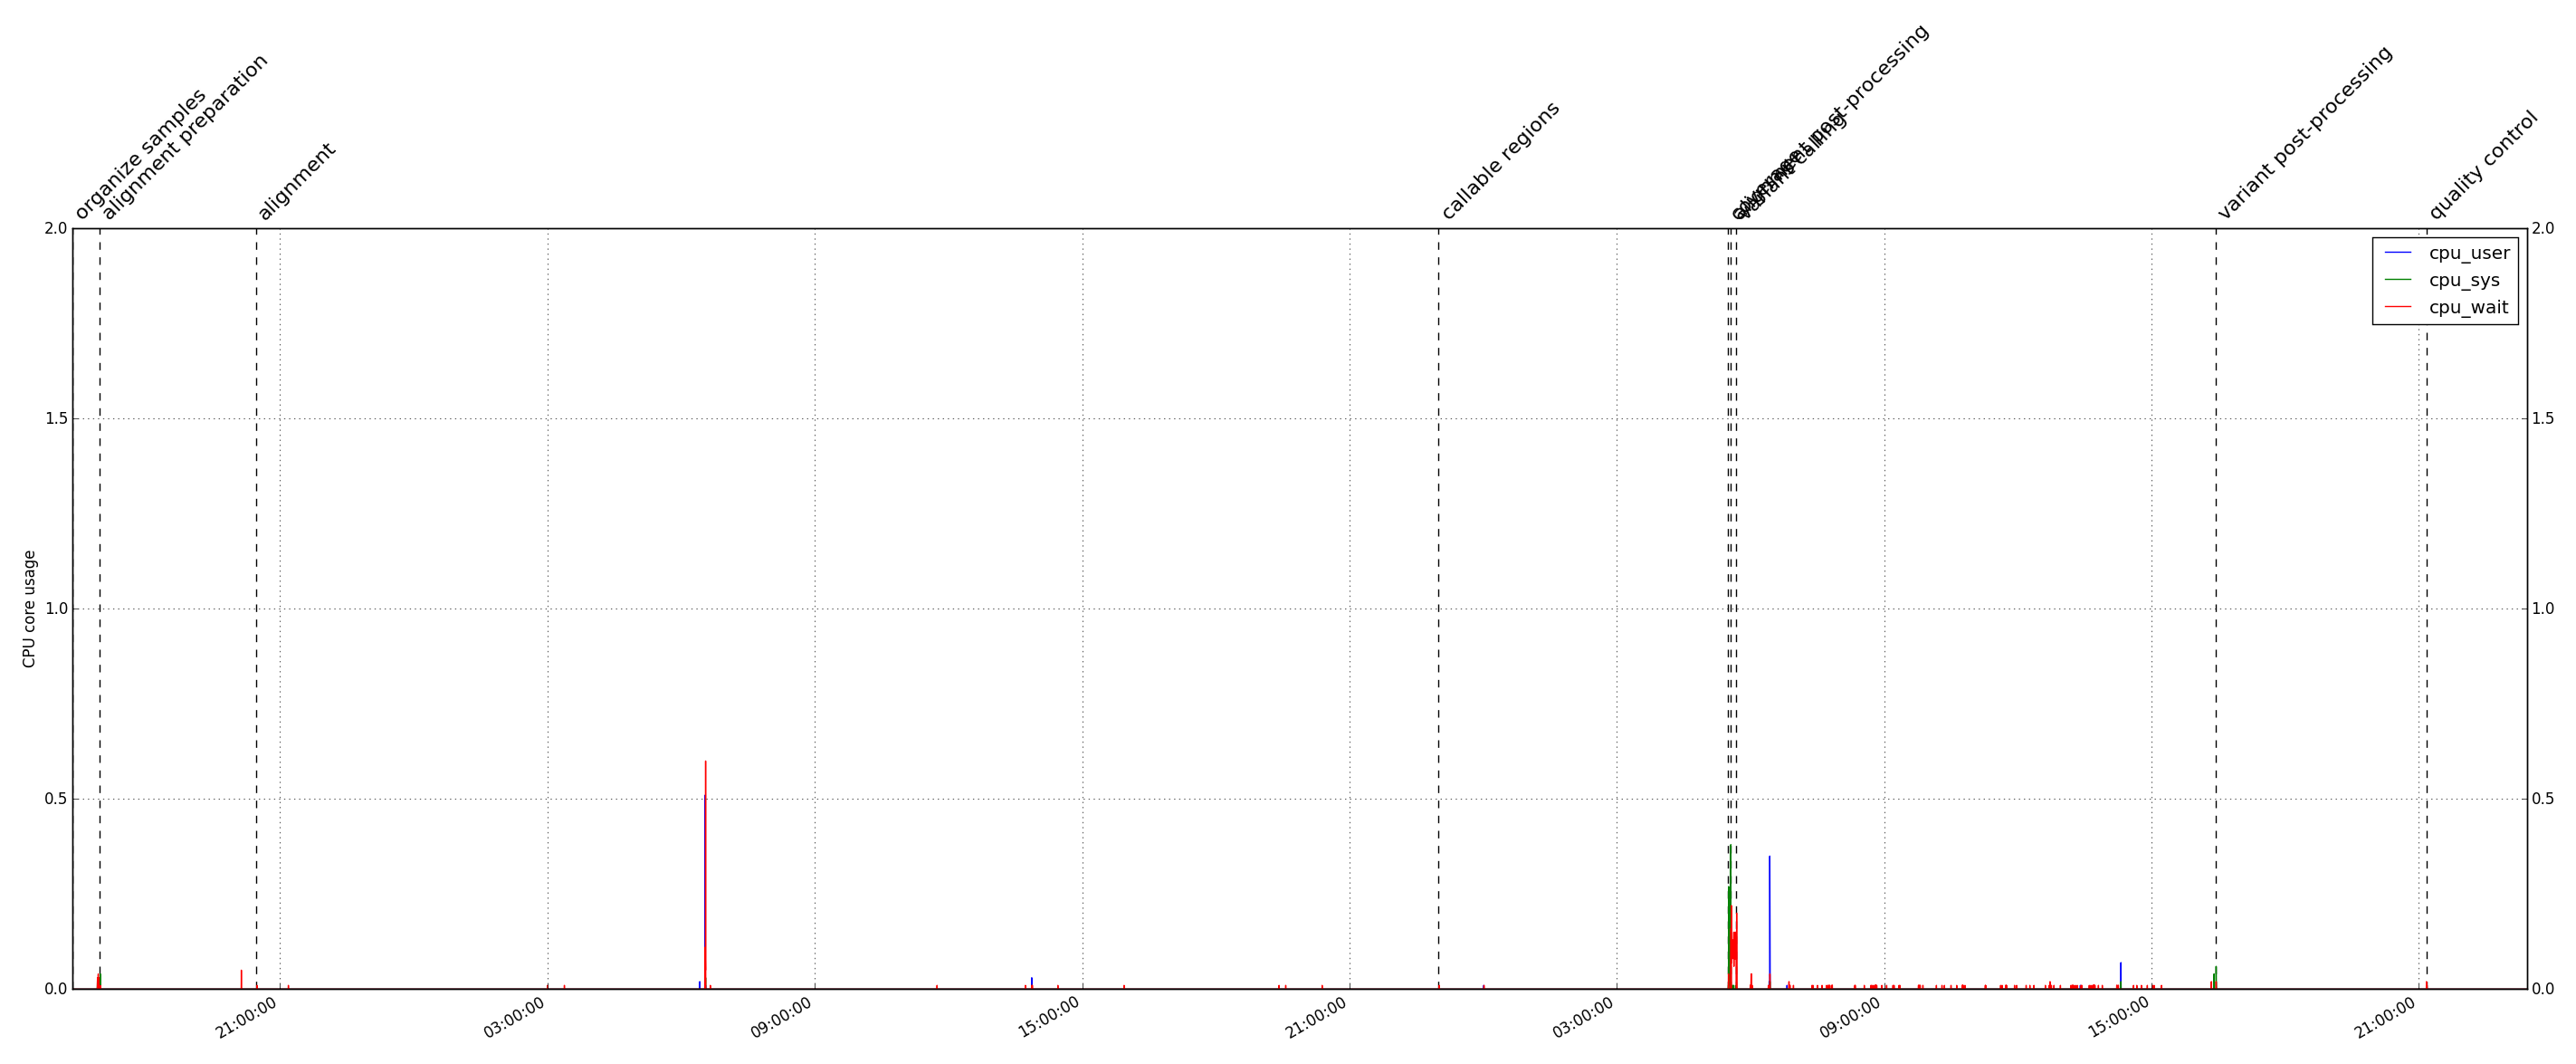 organize samples
alignment preparation
alignment
callable regions
variant calling
variant post-processing
quality control
2.0
1.5
1.0
0.5
0.0
CPU core usage
2.0
1.5
1.0
0.5
0.0
cpu_user
cpu_sys
cpu_wait
21:00:00
03:00:00
09:00:00
15:00:00
21:00:00
03:00:00
09:00:00
15:00:00
21:00:00